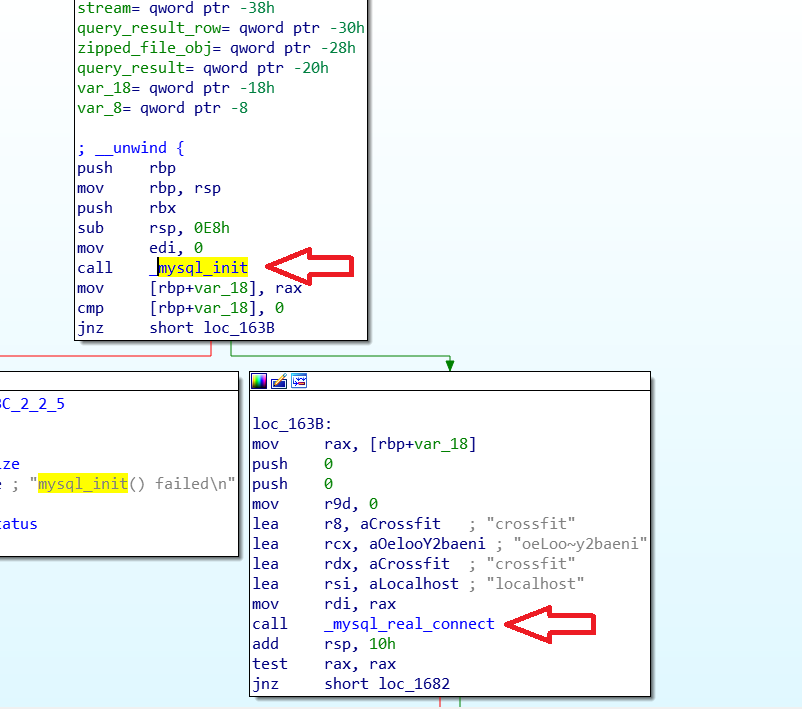 stream= qword ptr -38h
query_result_row= qword ptr -30h
zipped_file_obj= qword ptr -28h
query_result= qword ptr -20h
var_18= qword ptr -18h
var_8= qword ptr -8
; __unwind {
push rbp
mov rbp, rsp
push rbx
sub rsp, 0E8h
mov edi, 0
call _mysql_init
mov [rbp+var_18], rax
cmp [rbp+var_18], 0
jnz short loc_163B
BC_2_2_5
ize
; "mysql_init() failed\n"
tatus
loc_163B:
mov rax, [rbp+var_18]
push 0
push 0
mov r9d, 0
lea r8, aCrossfit ; "crossfit"
lea rcx, aOelooY2baeni ; "oeLoo~y2baeni"
lea rdx, aCrossfit ; "crossfit"
lea rsi, aLocalhost ; "localhost"
mov rdi, rax
call _mysql_real_connect
add rsp, 10h
test rax, rax
jnz short loc_1682